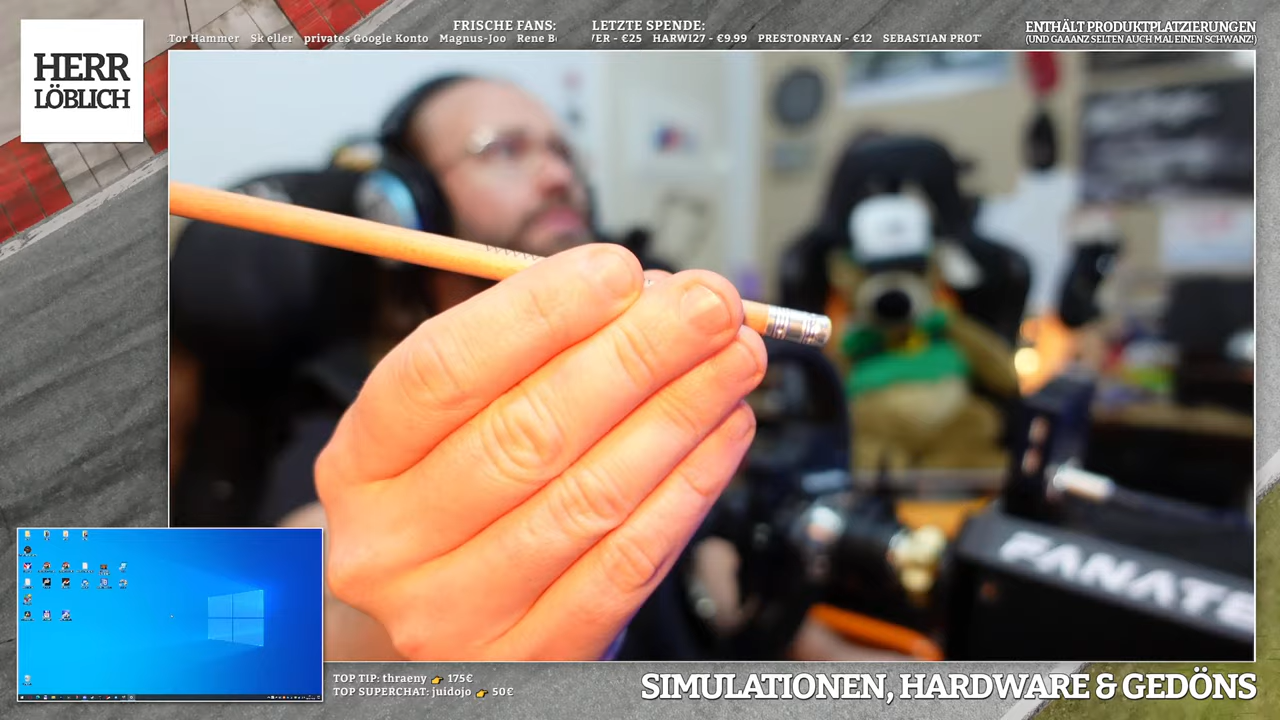 HERR
LÖBLICH
FRISCHE FANS:
Tor Hammer Sk eller privates Google Konto Magnus-Joo Rene B
LETZTE SPENDE:
ER - €25 HARWI27 - €9.99 PRESTONRYAN - €12 SEBASTIAN PROT
ENTHÄLT PRODUKTPLATZIERUNGEN
(UND GAAANZ SELTEN AUCH MAL EINEN SCHWANZ!)
FANATE
TOP TIP: thraeny 👉 175€
TOP SUPERCHAT: juidojo 👉 50€
SIMULATIONEN, HARDWARE & GEDÖNS